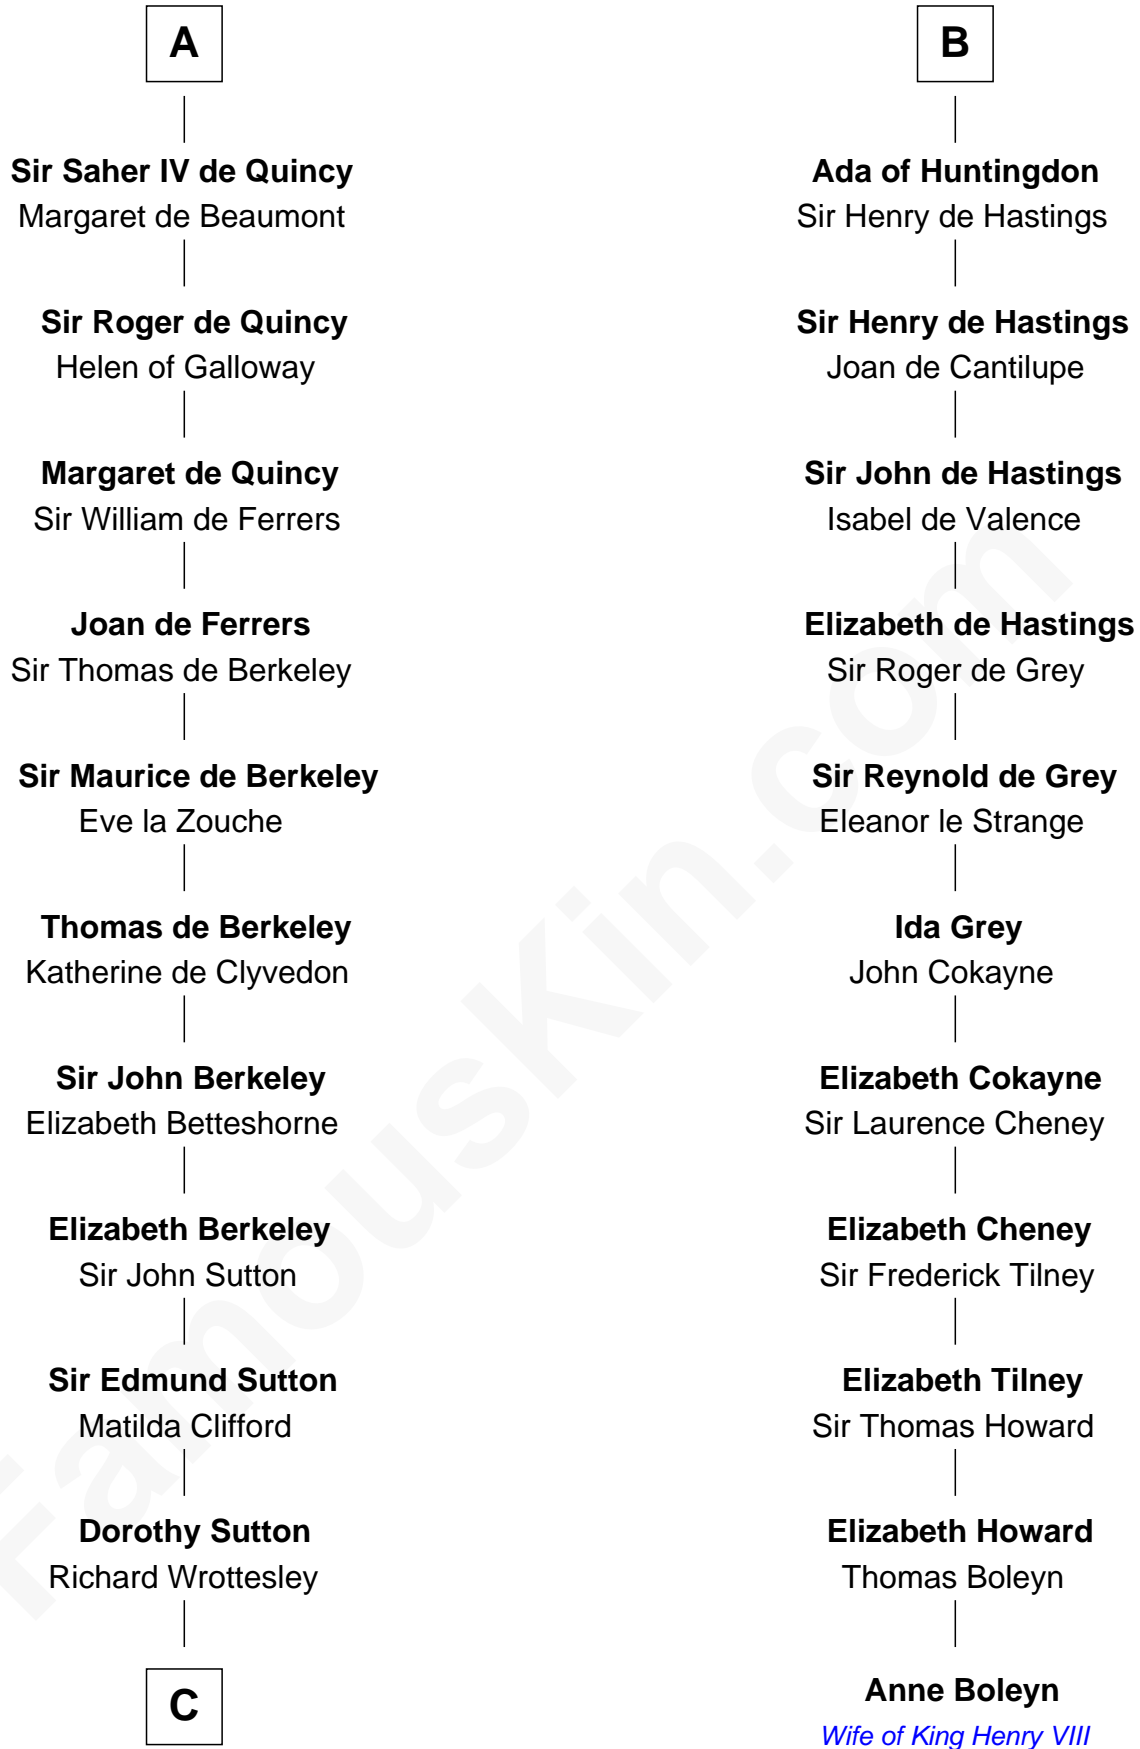 A
Sir Saher IV de Quincy
Margaret de Beaumont
Sir Roger de Quincy
Helen of Galloway
Margaret de Quincy
Sir William de Ferrers
Joan de Ferrers
Sir Thomas de Berkeley
Sir Maurice de Berkeley
Eve la Zouche
Thomas de Berkeley
Katherine de Clyvedon
Sir John Berkeley
Elizabeth Betteshorne
Elizabeth Berkeley
Sir John Sutton
Sir Edmund Sutton
Matilda Clifford
Dorothy Sutton
Richard Wrottesley
C
B
Ada of Huntingdon
Sir Henry de Hastings
Sir Henry de Hastings
Joan de Cantilupe
Sir John de Hastings
Isabel de Valence
Elizabeth de Hastings
Sir Roger de Grey
Sir Reynold de Grey
Eleanor le Strange
Ida Grey
John Cokayne
Elizabeth Cokayne
Sir Laurence Cheney
Elizabeth Cheney
Sir Frederick Tilney
Elizabeth Tilney
Sir Thomas Howard
Elizabeth Howard
Thomas Boleyn
Anne Boleyn
Wife of King Henry VIII
FamousKin.com